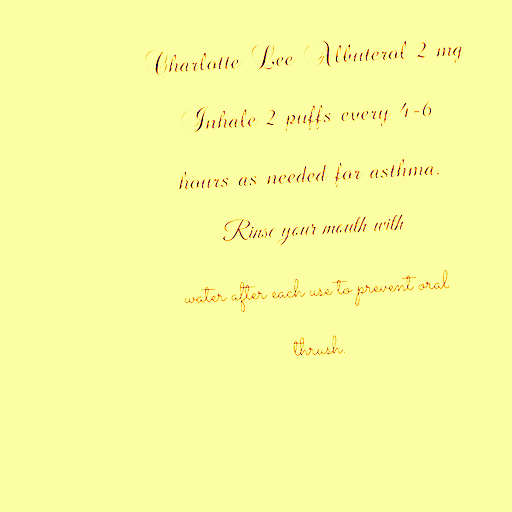 Charlotte Lee Albuterol 2 mg
Inhale 2 puffs every 4-6
hours as needed for asthma.
Rinse your mouth with
water after each use to prevent oral
thrush.